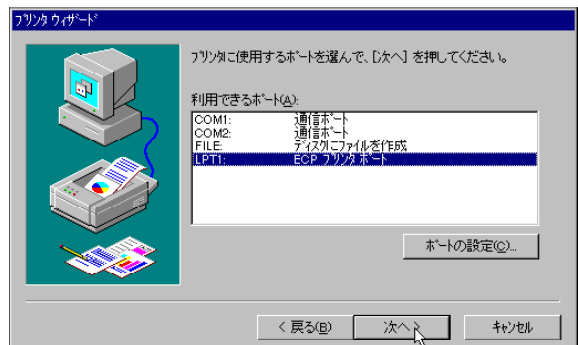 プリンタ ウィザード
プリンタに使用するポートを選んで、[次へ] を押してください。
利用できるポート(A):
COM1: 通信ポート
COM2: 通信ポート
FILE: ディスクにファイルを作成
LPT1: ECP プリンタ ポート
ポートの設定(C)...
< 戻る(B) 次へ > キャンセル